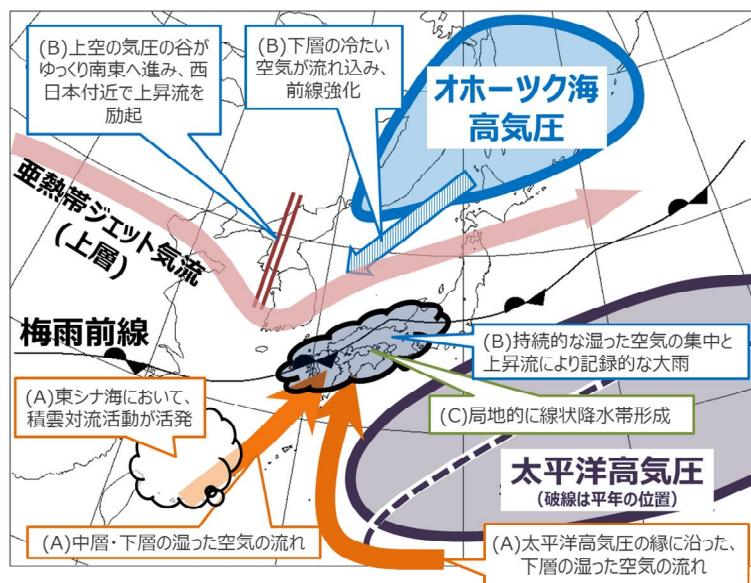 (B)上空の気圧の谷が
ゆっくり南東へ進み、西
日本付近で上昇流を
励起
(B)下層の冷たい
空気が流れ込み、
前線強化
オホーツク海
高気圧
亜熱帯ジェット気流
(上層)
梅雨前線
(B)持続的な湿った空気の集中と
上昇流により記録的な大雨
(A)東シナ海において、
積雲対流活動が活発
(C)局地的に線状降水帯形成
太平洋高気圧
(破線は平年の位置)
(A)中層・下層の湿った空気の流れ
(A)太平洋高気圧の縁に沿った、
下層の湿った空気の流れ